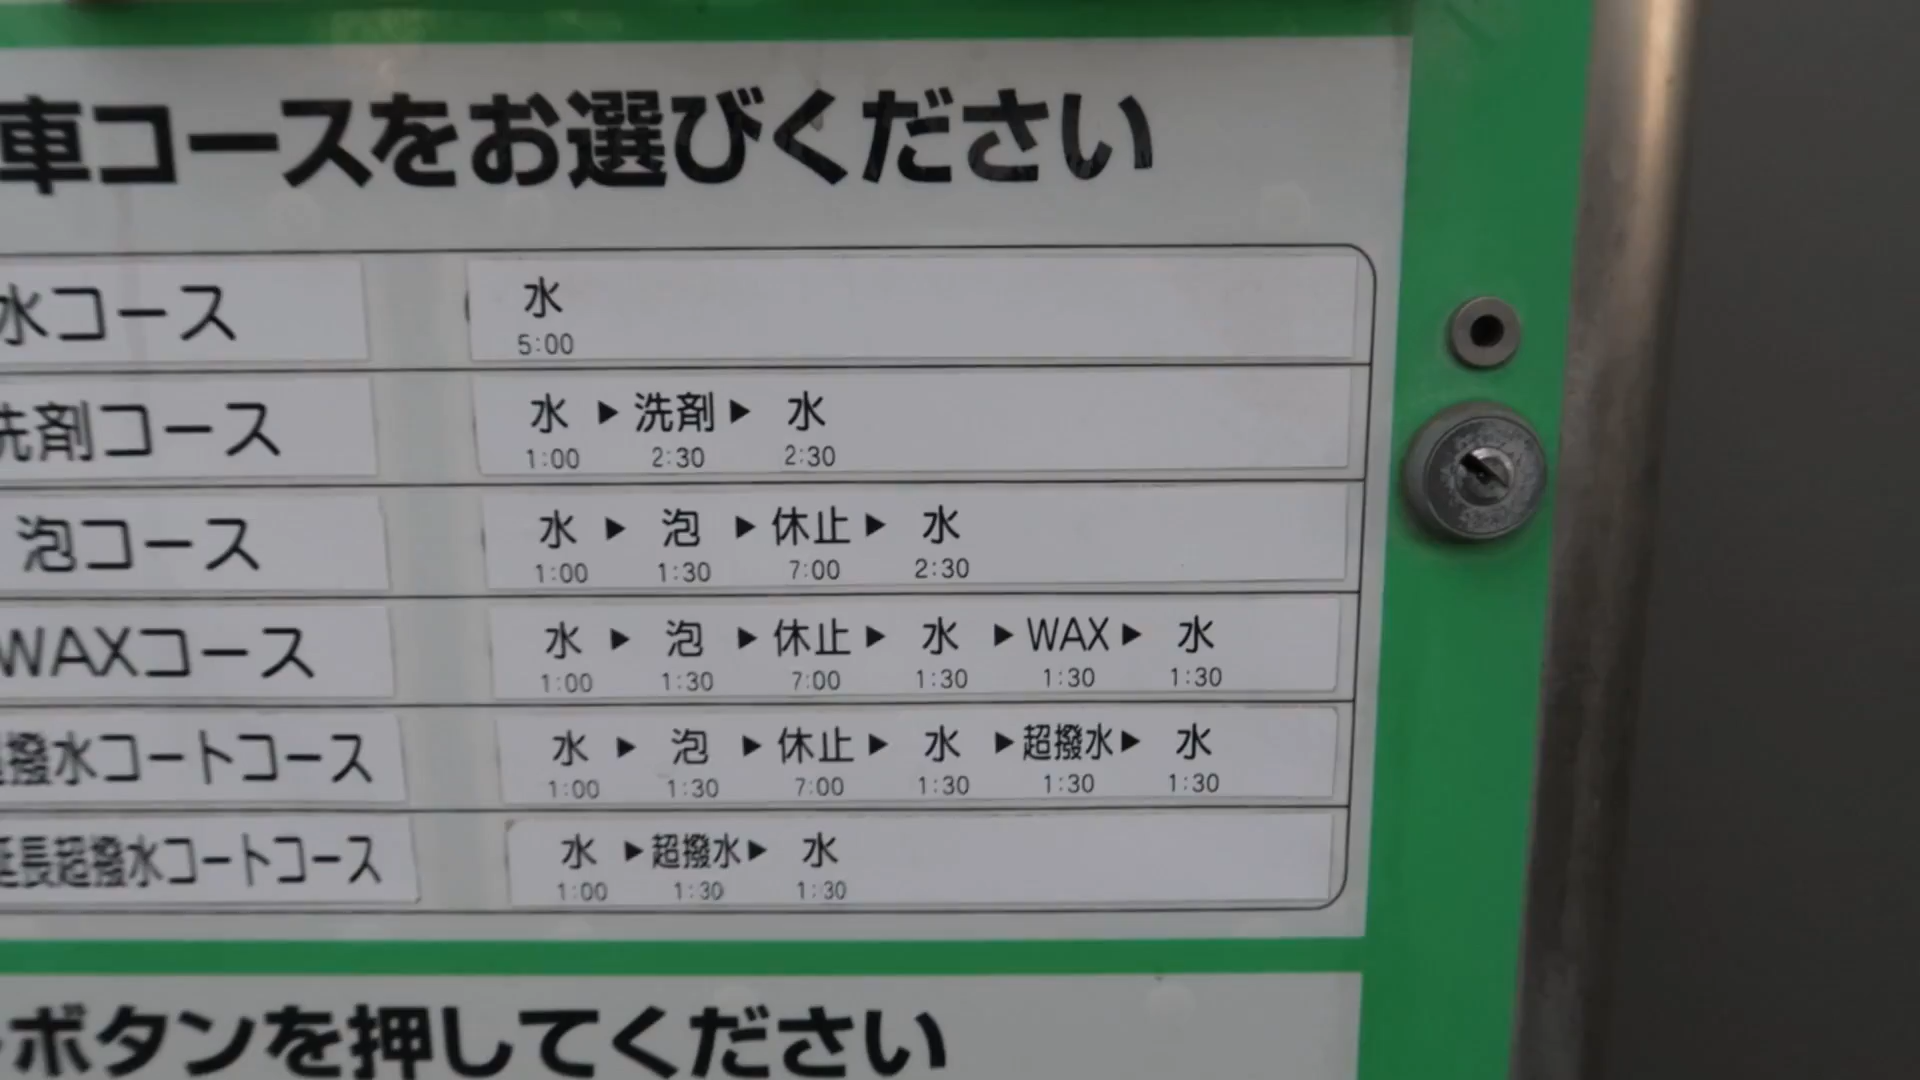 車コースをお選びください
水コース
水
5:00
洗剤コース
水 ▶ 洗剤 ▶ 水
1:00 2:30 2:30
泡コース
水 ▶ 泡 ▶ 休止 ▶ 水
1:00 1:30 7:00 2:30
WAXコース
水 ▶ 泡 ▶ 休止 ▶ 水 ▶ WAX ▶ 水
1:00 1:30 7:00 1:30 1:30 1:30
撥水コートコース
水 ▶ 泡 ▶ 休止 ▶ 水 ▶ 超撥水 ▶ 水
1:00 1:30 7:00 1:30 1:30 1:30
延長超撥水コートコース
水 ▶ 超撥水 ▶ 水
1:00 1:30 1:30
ボタンを押してください